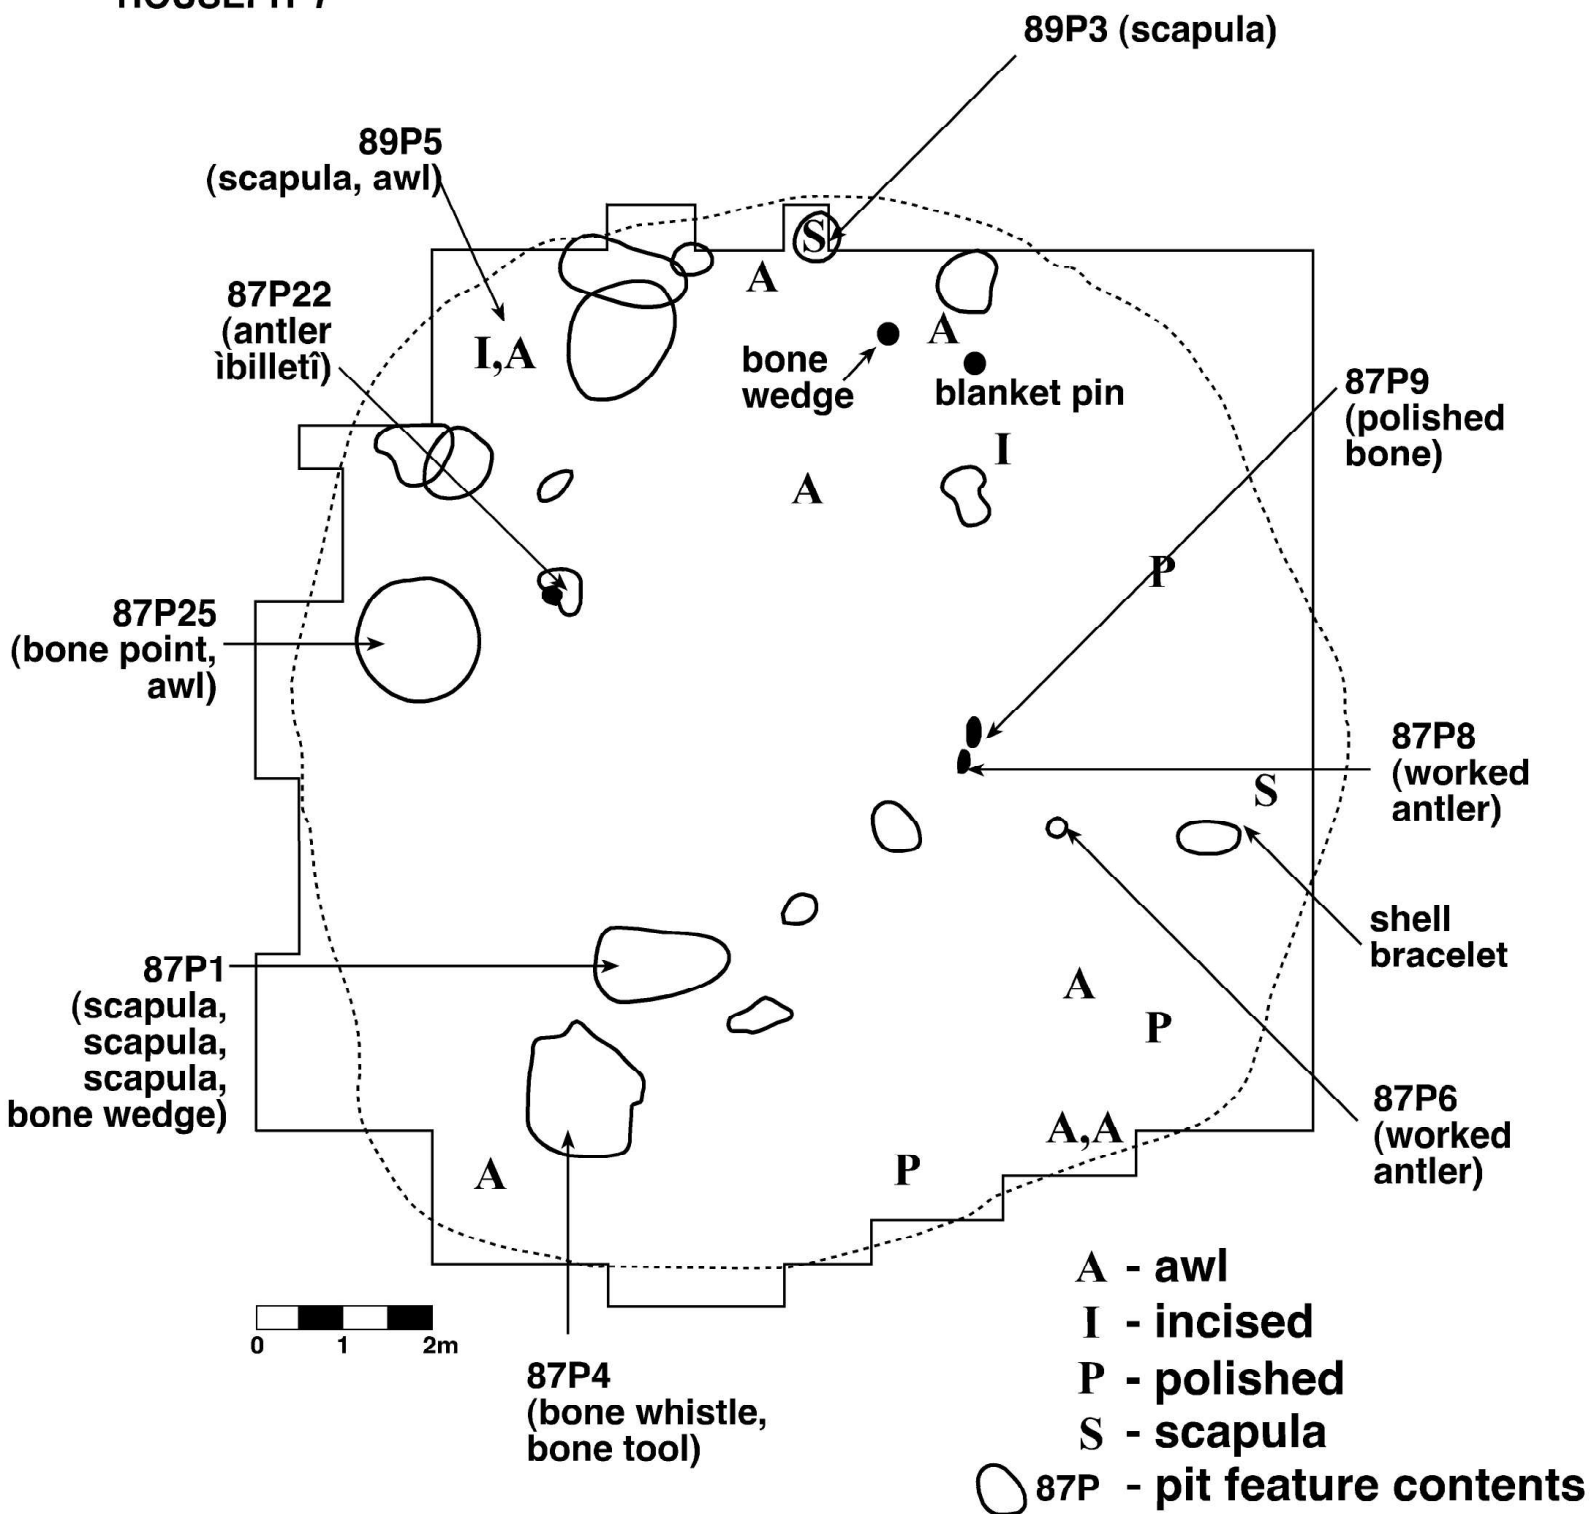 89P3 (scapula)
89P5
(scapula, awl)
S
A
87P22
(antler
ìbilletî)
I,A
A
bone
wedge
blanket pin
87P9
(polished
bone)
I
A
P
87P25
(bone point,
awl)
87P8
(worked
antler)
S
shell
bracelet
87P1
(scapula,
scapula,
scapula,
bone wedge)
A
P
87P6
(worked
antler)
A,A
A
P
0 1 2m
87P4
(bone whistle,
bone tool)
A - awl
I - incised
P - polished
S - scapula
87P - pit feature contents